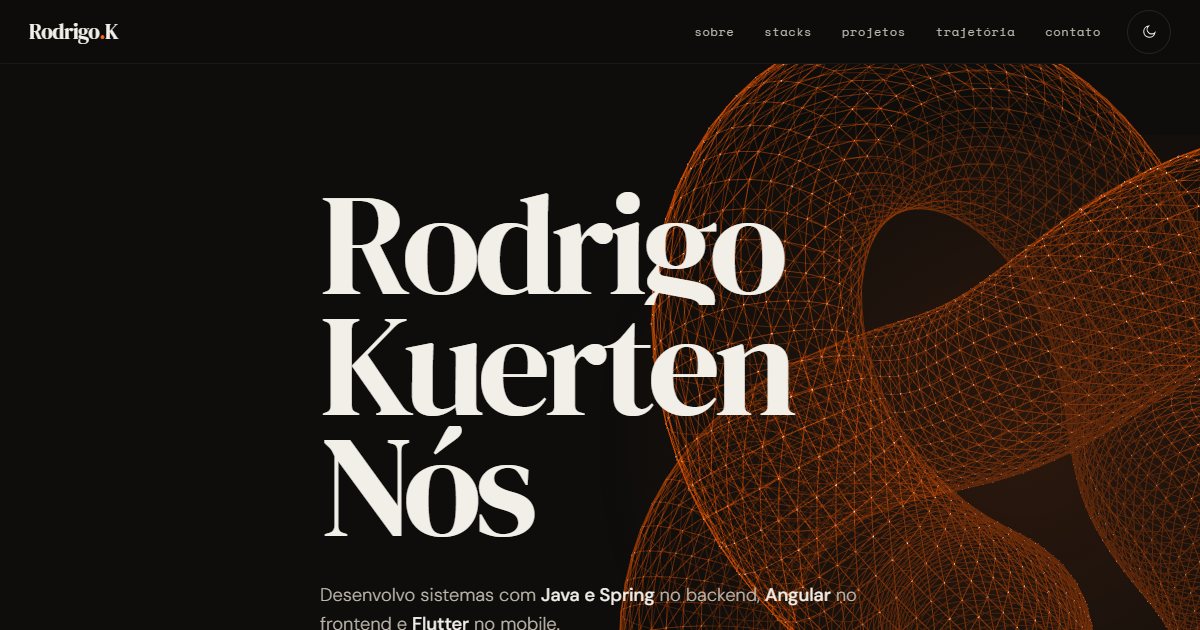 Rodrigo.K
sobre
stacks
projetos
trajetória
contato
Rodrigo
Kuerten
Nós
Desenvolvo sistemas com Java e Spring no backend, Angular no
frontend e Flutter no mobile.